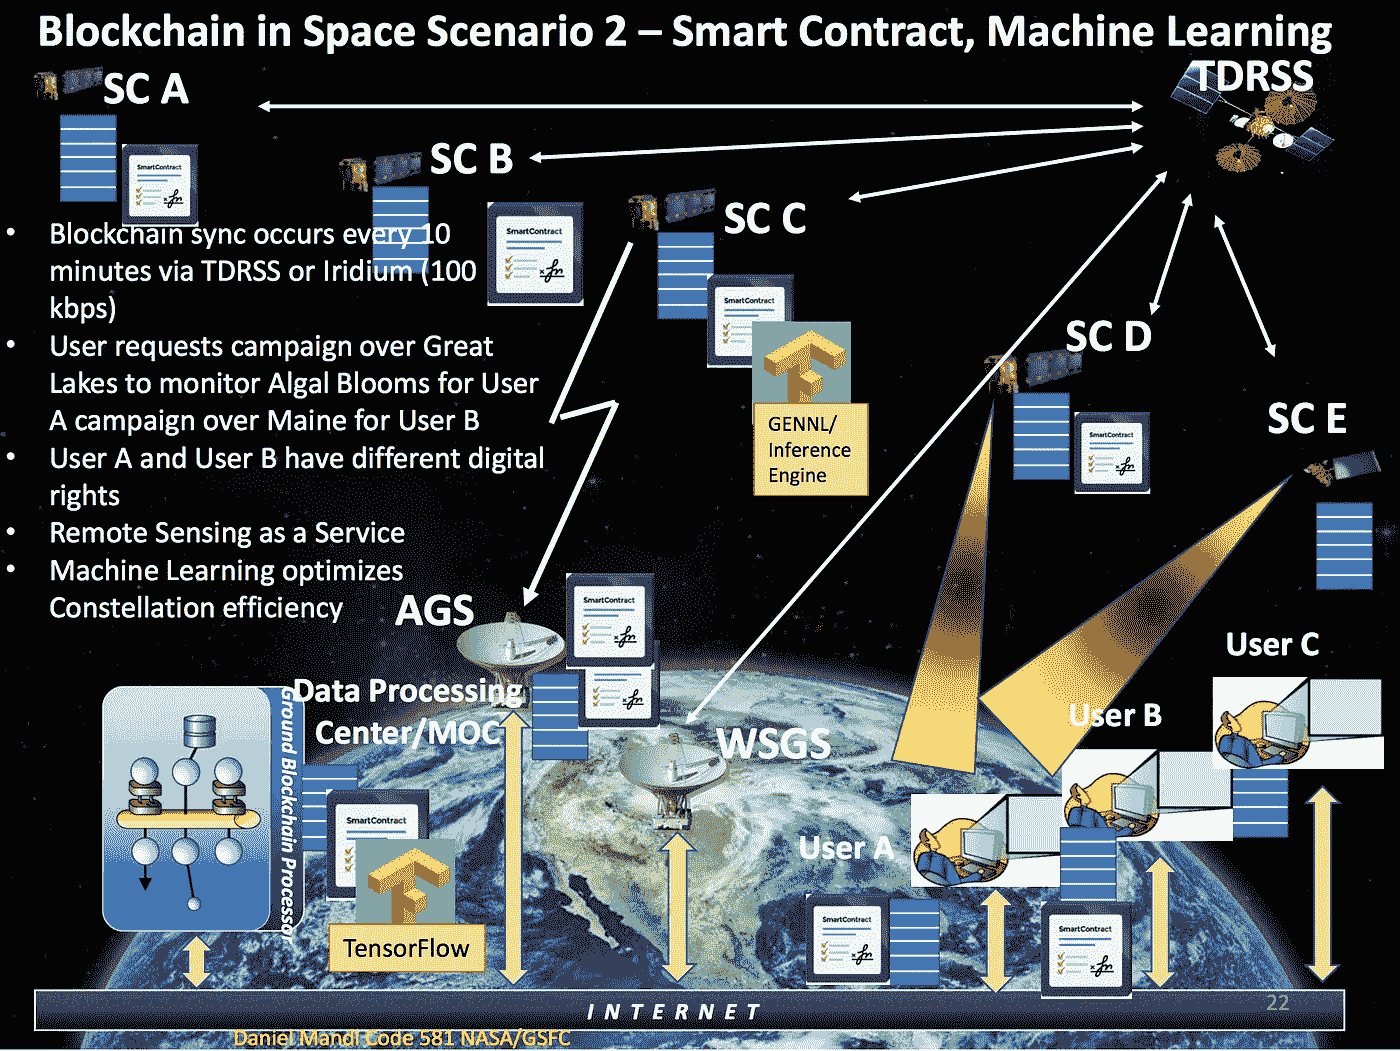 Blockchain in Space Scenario 2 – Smart Contract, Machine Learning
TDRSS
SC A
SmartContract
SC B
SmartContract
SC C
SmartContract
GENNL/
Inference
Engine
SC D
SmartContract
SC E
• Blockchain sync occurs every 10
minutes via TDRSS or Iridium (100
kbps)
• User requests campaign over Great
Lakes to monitor Algal Blooms for User
A campaign over Maine for User B
• User A and User B have different digital
rights
• Remote Sensing as a Service
• Machine Learning optimizes
Constellation efficiency
AGS
SmartContract
Data Processing
Center/MOC
WSGS
Ground Blockchain Processor
SmartContract
TensorFlow
User A
SmartContract
User B
SmartContract
User C
INTERNET
22
Daniel Mandl Code 581 NASA/GSFC